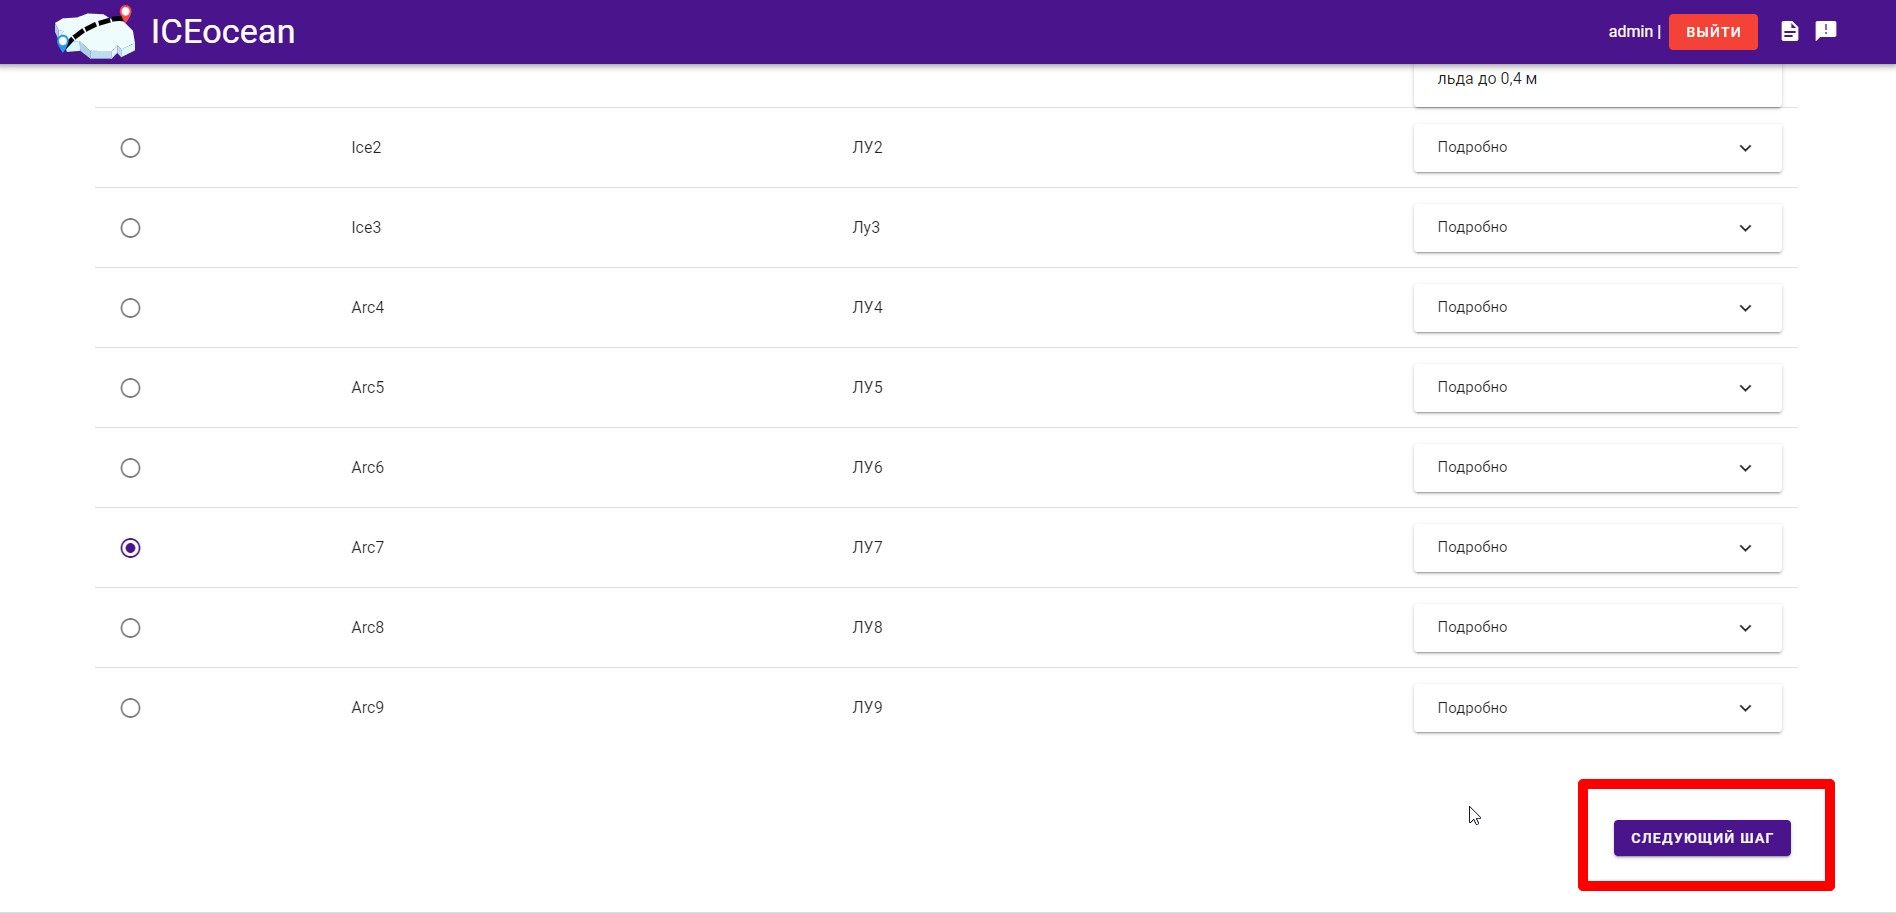 ICEocean
admin | ВЫЙТИ
льда до 0,4 м
Ice2 ЛУ2 Подробно
Ice3 Лу3 Подробно
Arc4 ЛУ4 Подробно
Arc5 ЛУ5 Подробно
Arc6 ЛУ6 Подробно
Arc7 ЛУ7 Подробно
Arc8 ЛУ8 Подробно
Arc9 ЛУ9 Подробно
СЛЕДУЮЩИЙ ШАГ